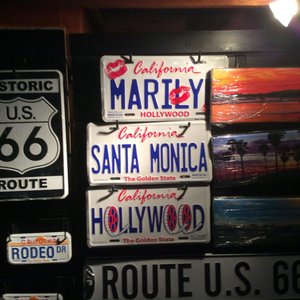 HISTORIC
U.S.
66
ROUTE
CALIFORNIA
RODEO DR
California
MARILY
HOLLYWOOD
California
SANTA MONICA
The Golden State
California
HOLLYWOOD
The Golden State
ROUTE U.S. 66